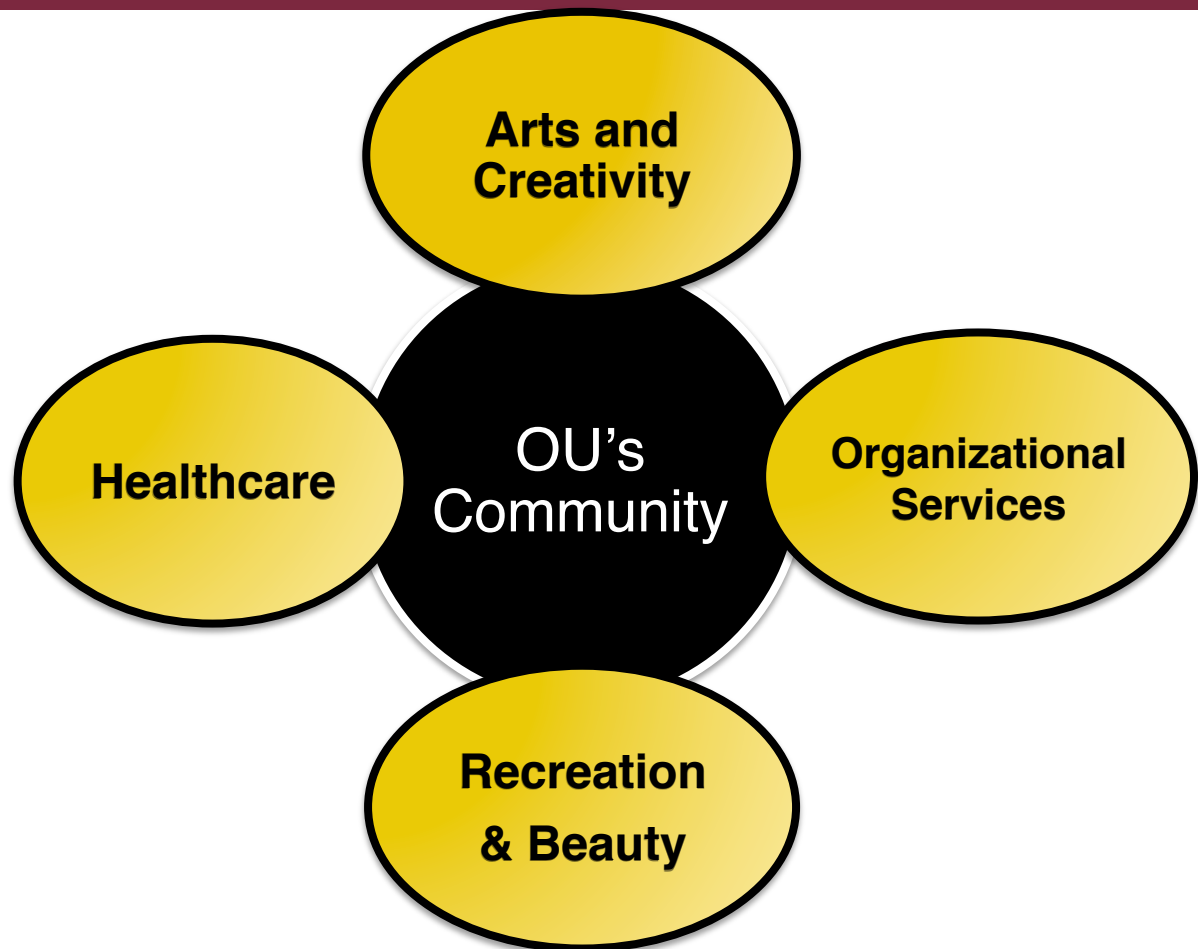 Arts and
Creativity
Healthcare
OU’s
Community
Organizational
Services
Recreation
& Beauty